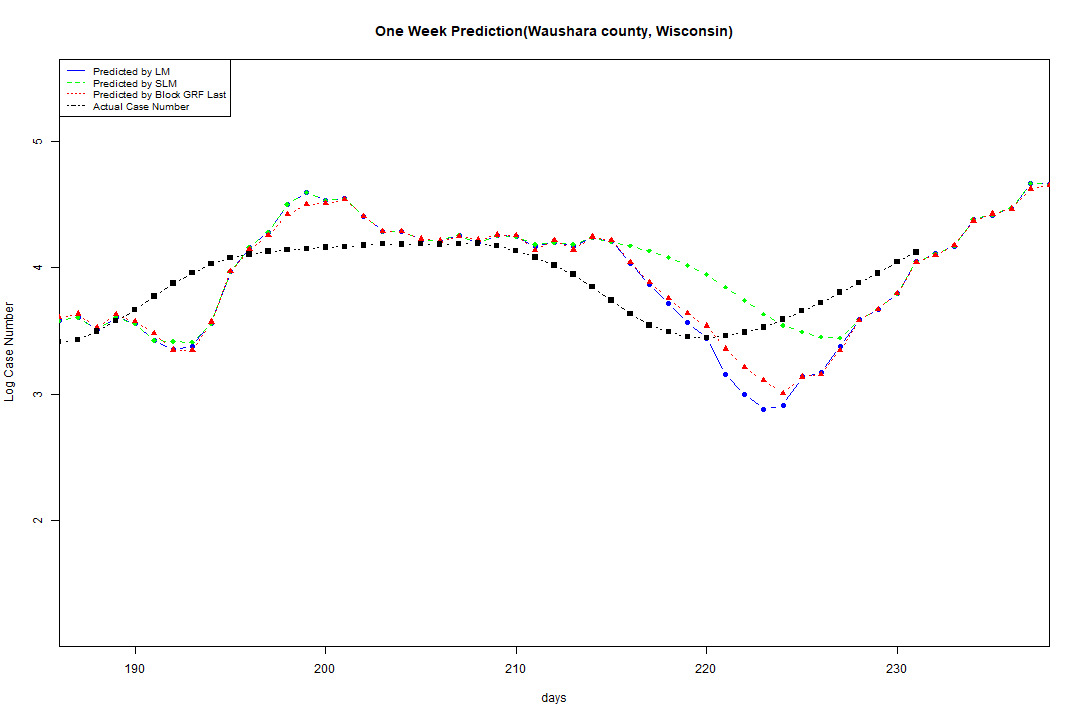 One Week Prediction(Waushara county, Wisconsin)
Predicted by LM
Predicted by SLM
Predicted by Block GRF Last
Actual Case Number
5
4
3
2
Log Case Number
190 200 210 220 230
days